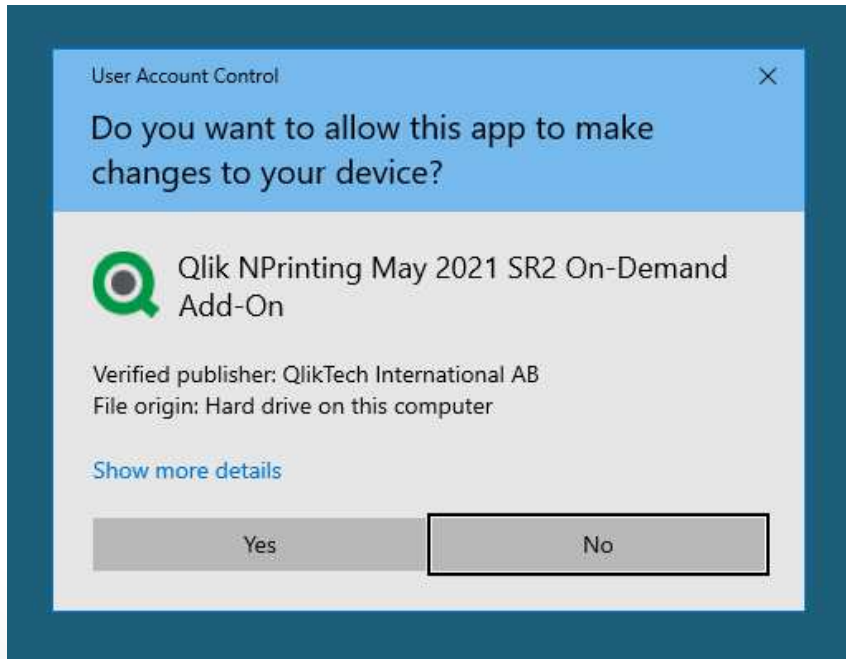 User Account Control
Do you want to allow this app to make
changes to your device?
Qlik NPrinting May 2021 SR2 On-Demand
Add-On
Verified publisher: QlikTech International AB
File origin: Hard drive on this computer
Show more details
Yes
No